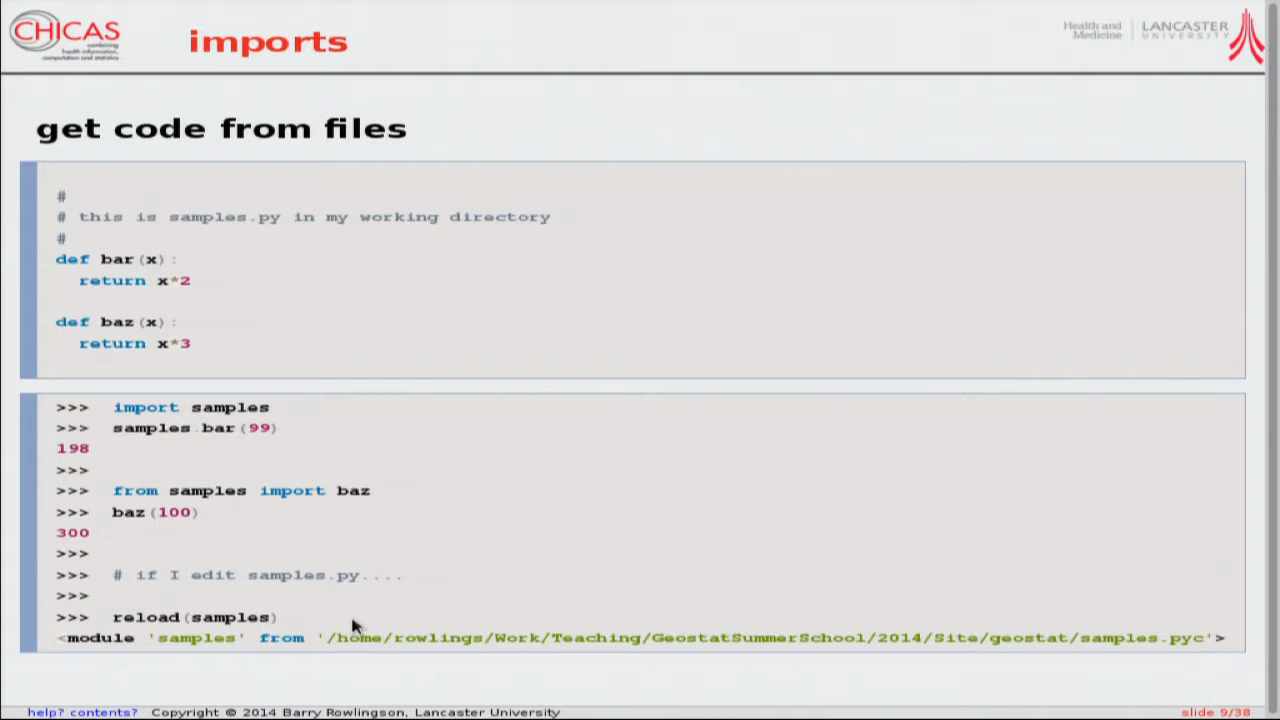 CHICAS
combining
health information,
computation and statistics
imports
Health and
Medicine
LANCASTER
UNIVERSITY
get code from files
#
# this is samples.py in my working directory
#
def bar(x):
return x*2
def baz(x):
return x*3
>>> import samples
>>> samples.bar(99)
198
>>>
>>> from samples import baz
>>> baz(100)
300
>>>
>>> # if I edit samples.py....
>>>
>>> reload(samples)
<module 'samples' from '/home/rowlings/Work/Teaching/GeostatSummerSchool/2014/Site/geostat/samples.pyc'>
help? contents? Copyright © 2014 Barry Rowlingson, Lancaster University
slide 9/38